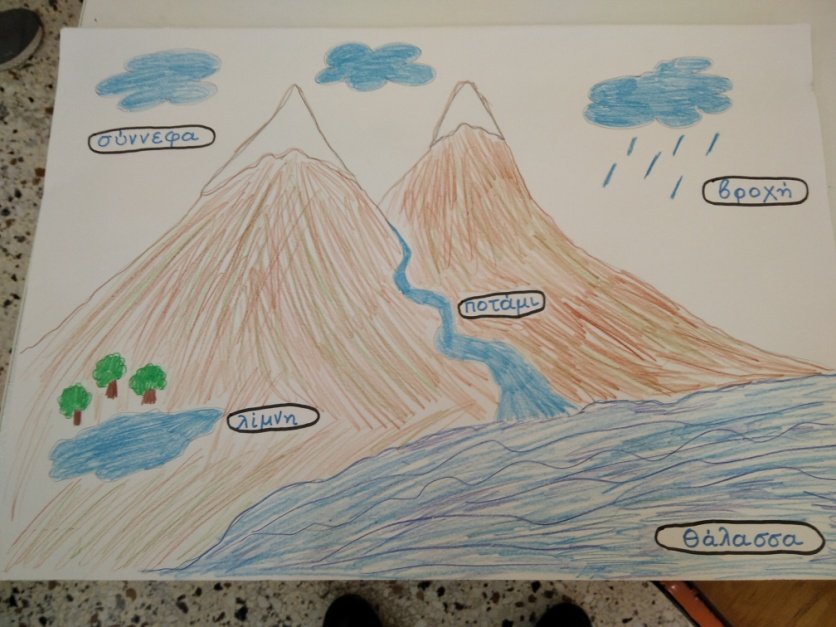 σύννεφα
βροχή
ποτάμι
λίμνη
θάλασσα